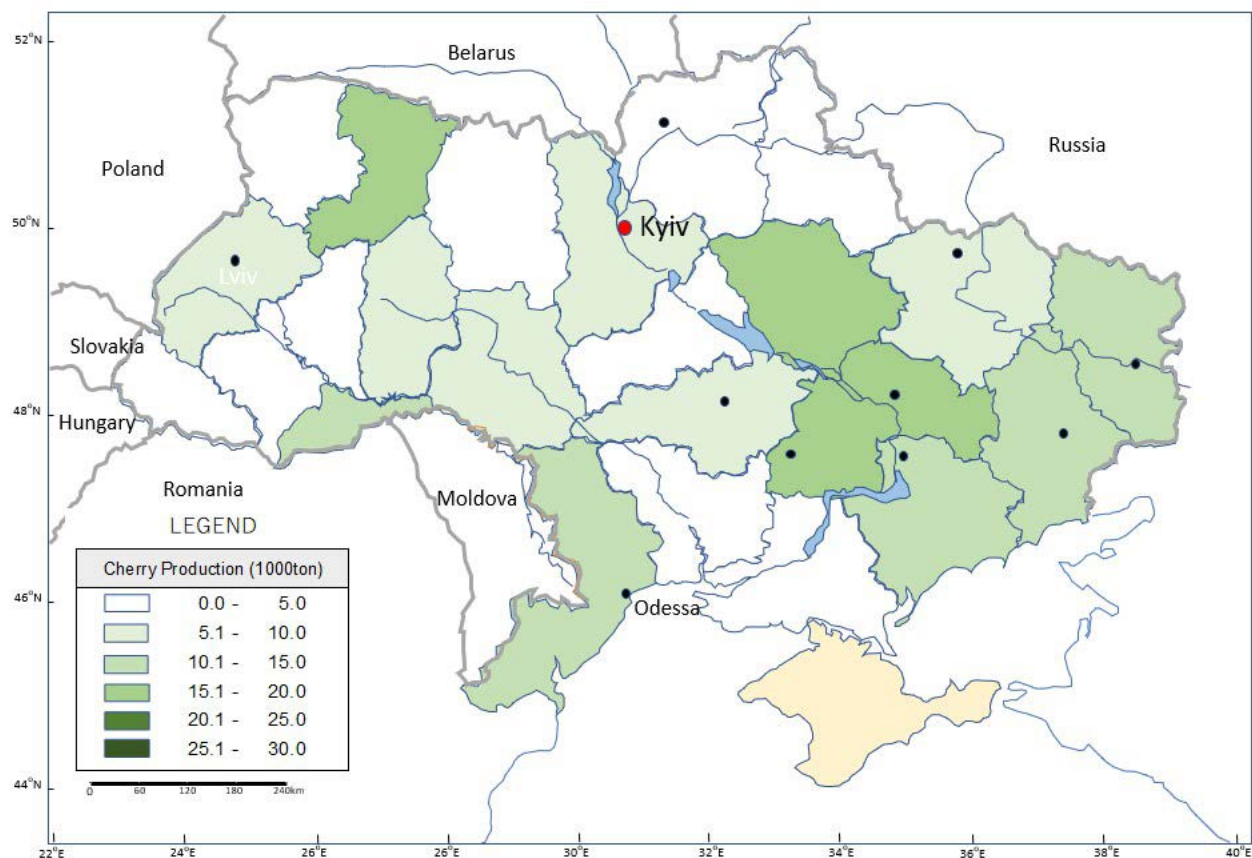 52°N
Belarus
Russia
Poland
50°N
Kyiv
Lviv
Slovakia
48°N
Hungary
Romania
Moldova
LEGEND
Cherry Production (1000ton)
0.0 - 5.0
5.1 - 10.0
10.1 - 15.0
15.1 - 20.0
20.1 - 25.0
25.1 - 30.0
46°N
Odessa
44°N
0 60 120 180 240km
22°E 24°E 26°E 28°E 30°E 32°E 34°E 36°E 38°E 40°E